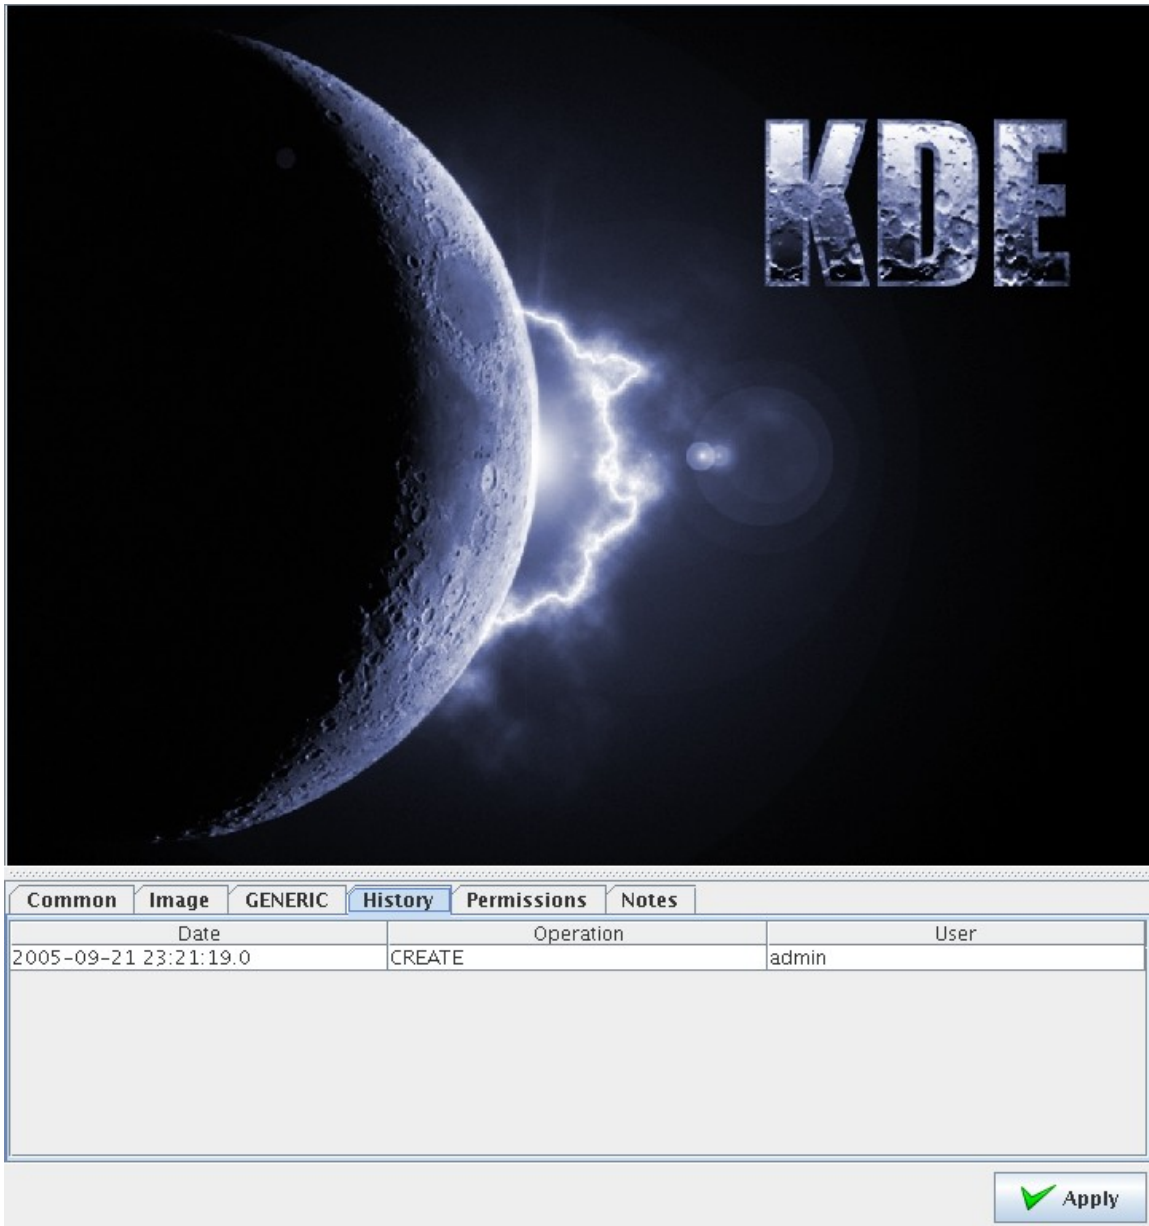 KDE
Common Image GENERIC History Permissions Notes
Date Operation User
2005-09-21 23:21:19.0 CREATE admin
Apply